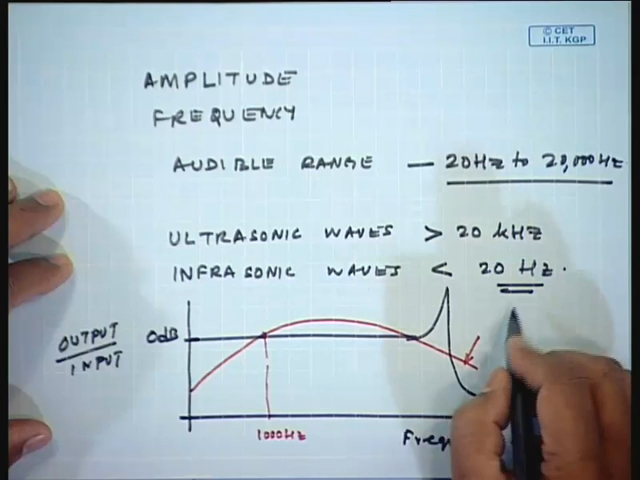 © CET
I.I.T. KGP
AMPLITUDE
FREQUENCY
AUDIBLE RANGE — 20Hz to 20,000Hz
ULTRASONIC WAVES > 20 kHz
INFRASONIC WAVES < 20 Hz.
OUTPUT
INPUT
0dB
1000Hz